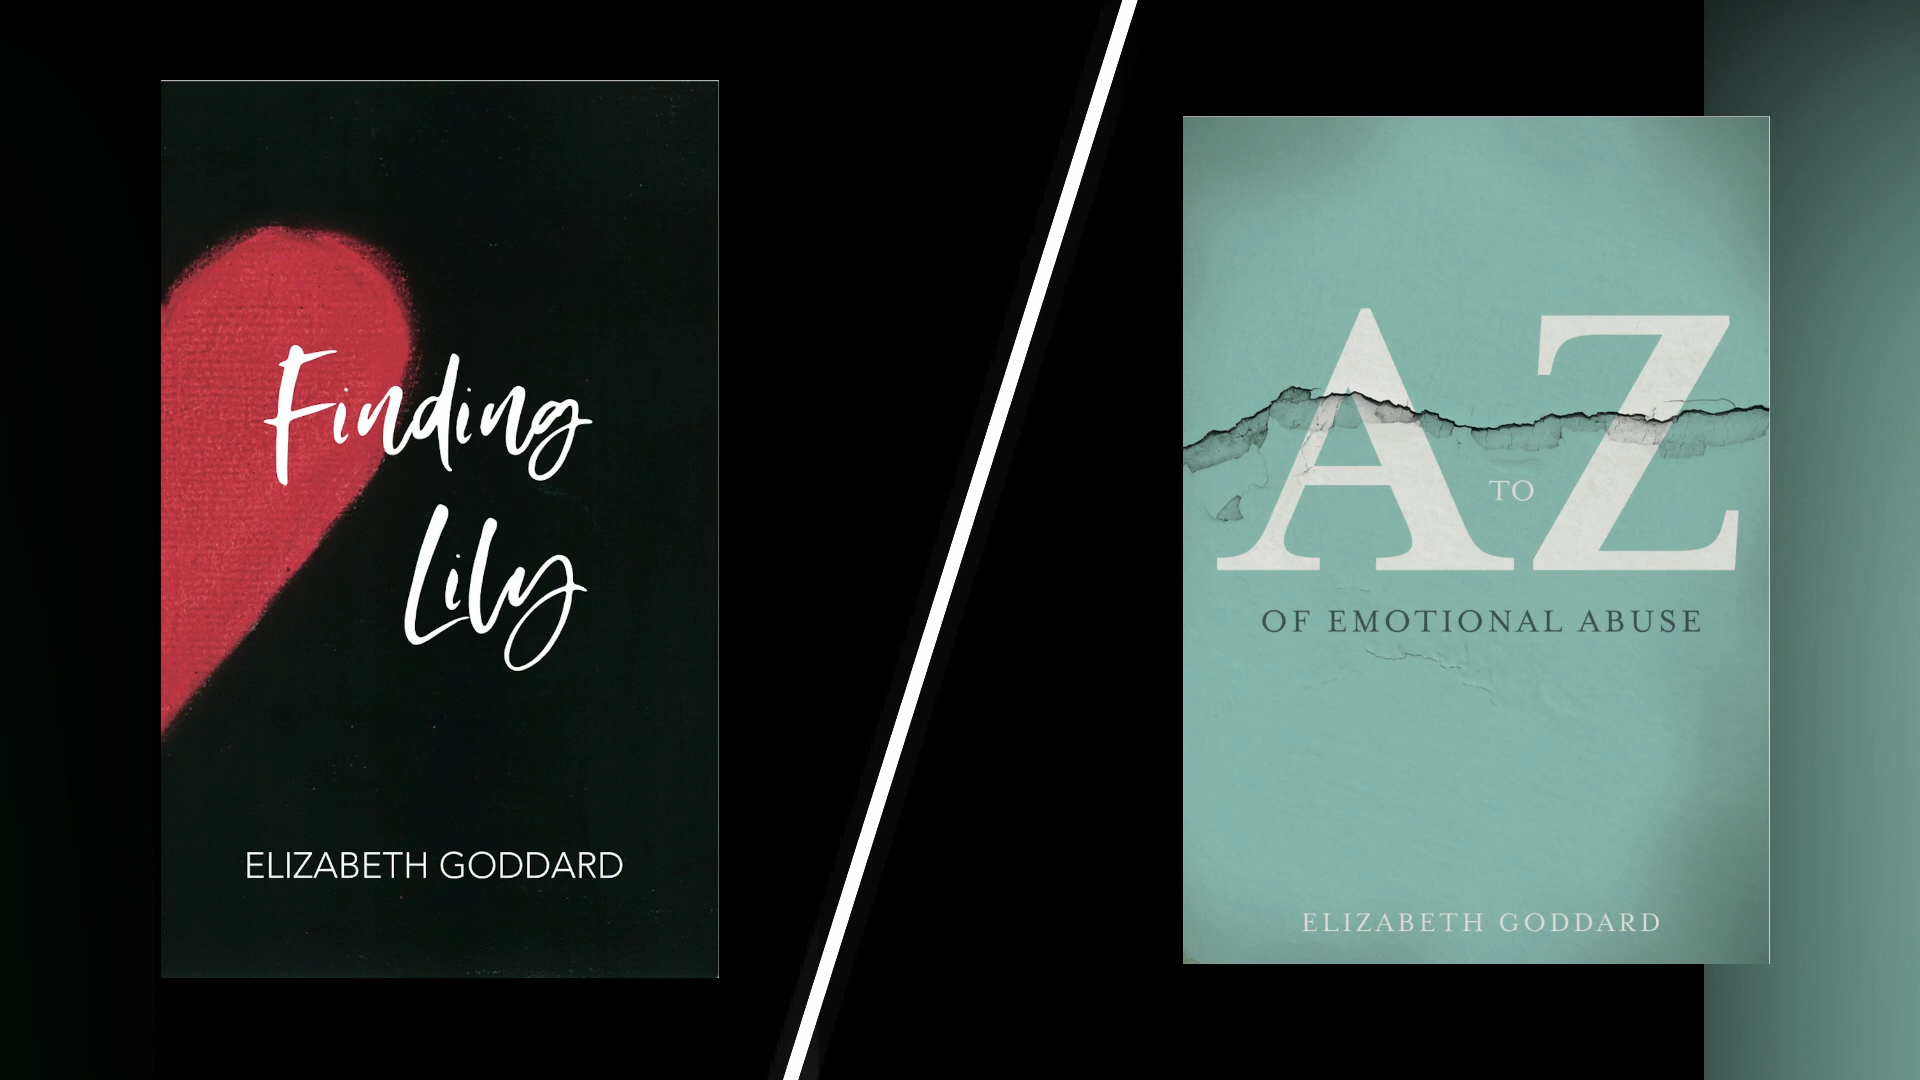 Finding
Lily
ELIZABETH GODDARD
A TO Z
OF EMOTIONAL ABUSE
ELIZABETH GODDARD